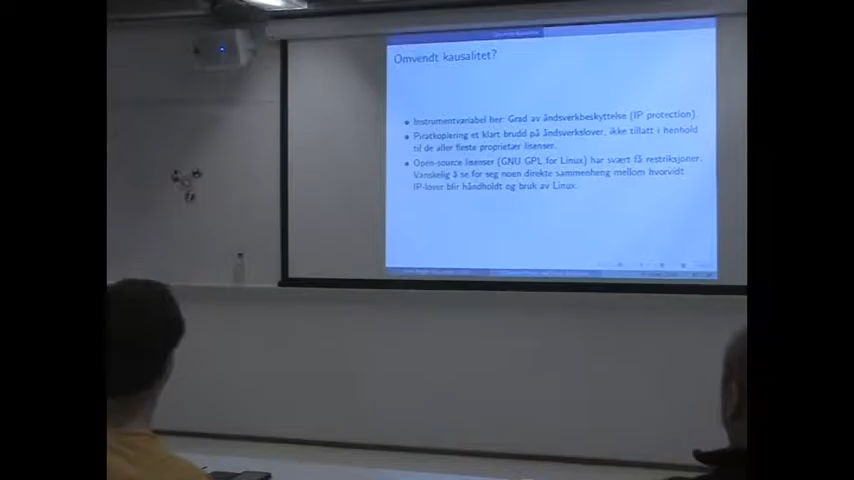 Omvendt kausalitet?
Instrumentvariabel her: Grad av åndsverkbeskyttelse (IP protection).
Piratkopiering et klart brudd på åndsverkslover, ikke tillatt i henhold
til de aller fleste proprietær lisenser.
Open-source lisenser (GNU GPL for Linux) har svært få restriksjoner.
Vanskelig å se for seg noen direkte sammenheng mellom hvorvidt
IP-lover blir håndholdt og bruk av Linux.